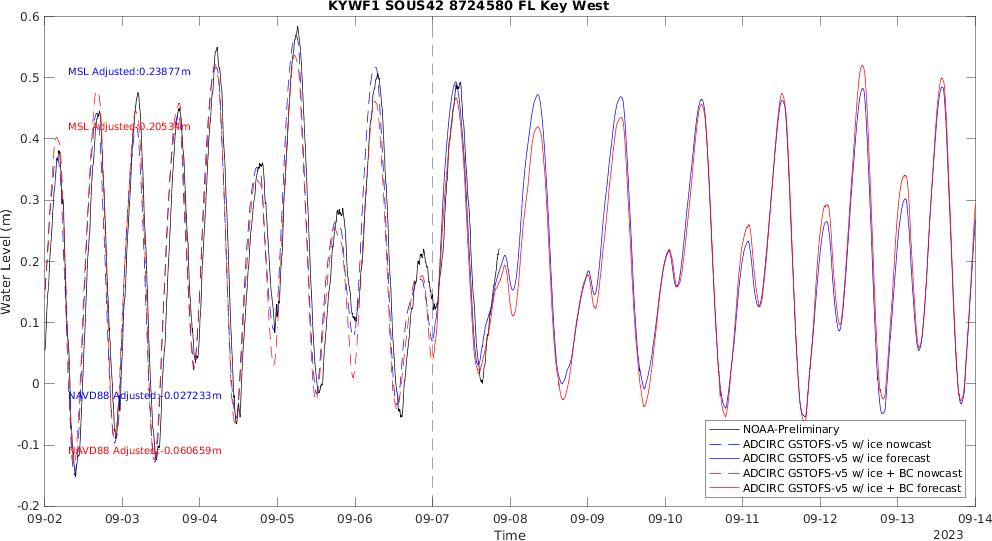 KYWF1 SOUS42 8724580 FL Key West
0.6
0.5
0.4
0.3
0.2
0.1
0
-0.1
-0.2
Water Level (m)
MSL Adjusted:0.23877m
MSL Adjusted:0.20534m
NAVD88 Adjusted:-0.027233m
NAVD88 Adjusted:-0.060659m
NOAA-Preliminary
ADCIRC GSTOFS-v5 w/ ice nowcast
ADCIRC GSTOFS-v5 w/ ice forecast
ADCIRC GSTOFS-v5 w/ ice + BC nowcast
ADCIRC GSTOFS-v5 w/ ice + BC forecast
09-02 09-03 09-04 09-05 09-06 09-07 09-08 09-09 09-10 09-11 09-12 09-13 09-14
Time
2023